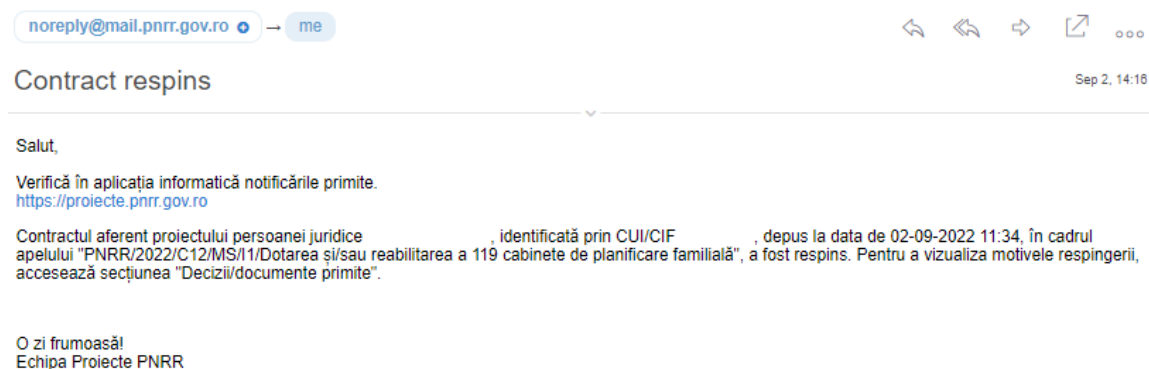 noreply@mail.pnrr.gov.ro → me
Contract respins
Sep 2, 14:16
Salut,
Verifică în aplicația informatică notificările primite.
https://proiecte.pnrr.gov.ro
Contractul aferent proiectului persoanei juridice , identificată prin CUI/CIF , depus la data de 02-09-2022 11:34, în cadrul
apelului "PNRR/2022/C12/MS/I1/Dotarea și/sau reabilitarea a 119 cabinete de planificare familială", a fost respins. Pentru a vizualiza motivele respingerii,
accesează secțiunea "Decizii/documente primite".
O zi frumoasă!
Echipa Proiecte PNRR